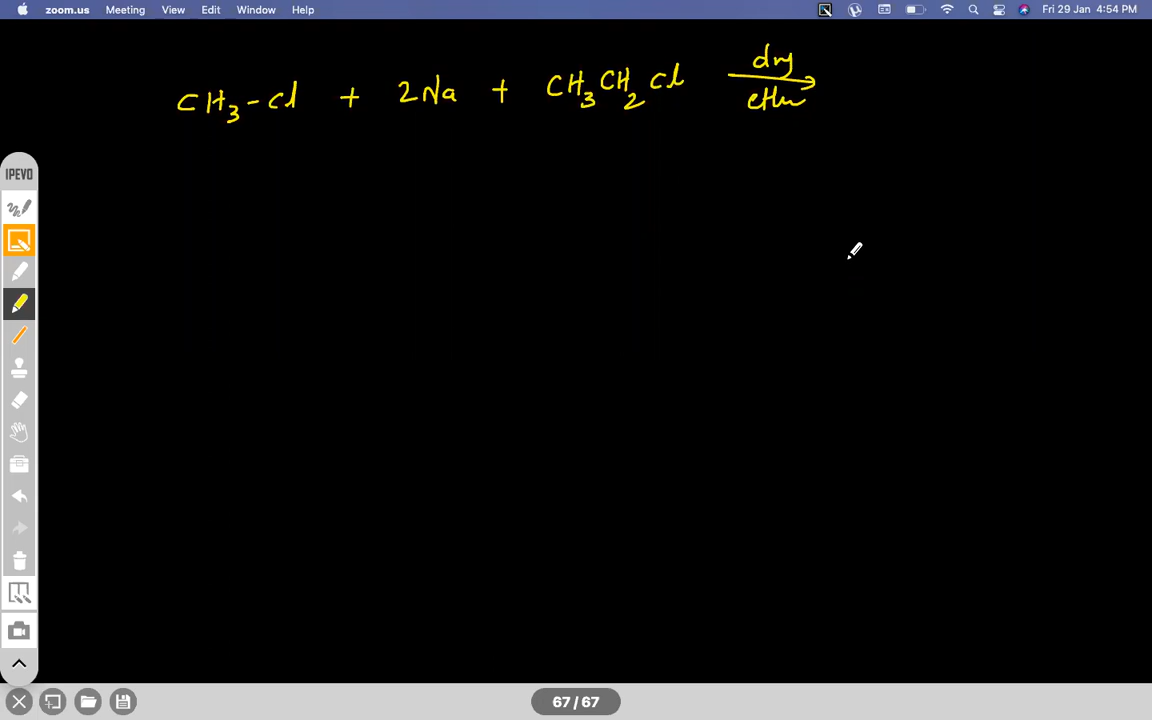 zoom.us Meeting View Edit Window Help Fri 29 Jan 4:54 PM
dry
CH3-Cl + 2Na + CH3CH2Cl
ether
IPEVO
67/67